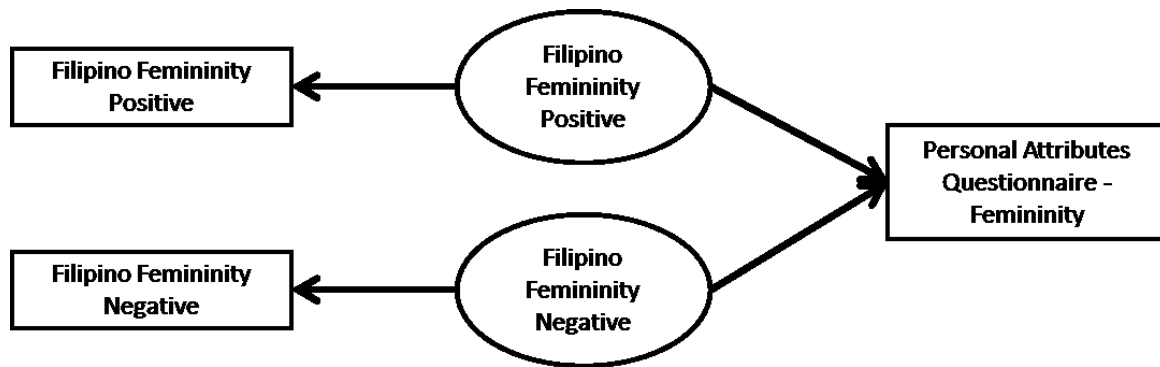 Filipino Femininity
Positive
Filipino
Femininity
Positive
Personal Attributes
Questionnaire -
Femininity
Filipino Femininity
Negative
Filipino
Femininity
Negative